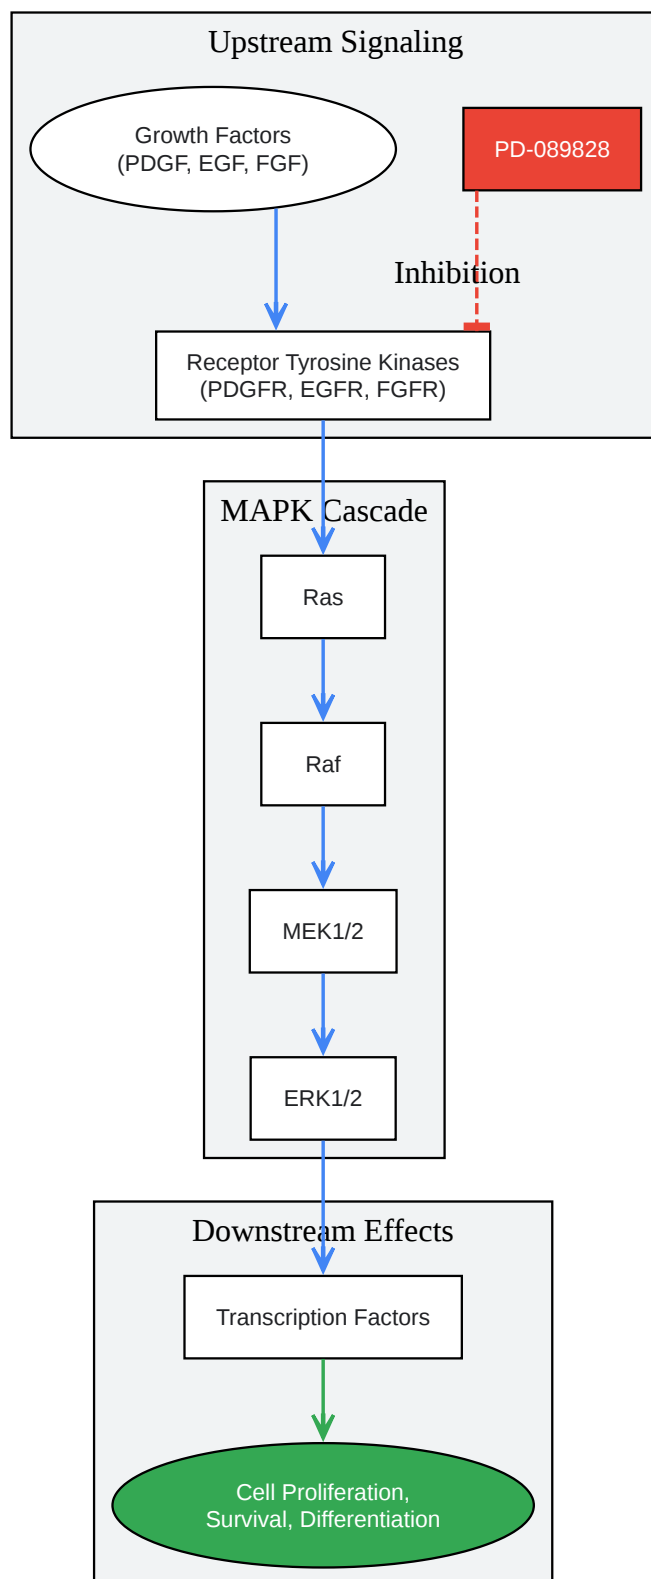 Upstream Signaling
Growth Factors
(PDGF, EGF, FGF)
PD-089828
Inhibition
Receptor Tyrosine Kinases
(PDGFR, EGFR, FGFR)
MAPK Cascade
Ras
Raf
MEK1/2
ERK1/2
Downstream Effects
Transcription Factors
Cell Proliferation,
Survival, Differentiation